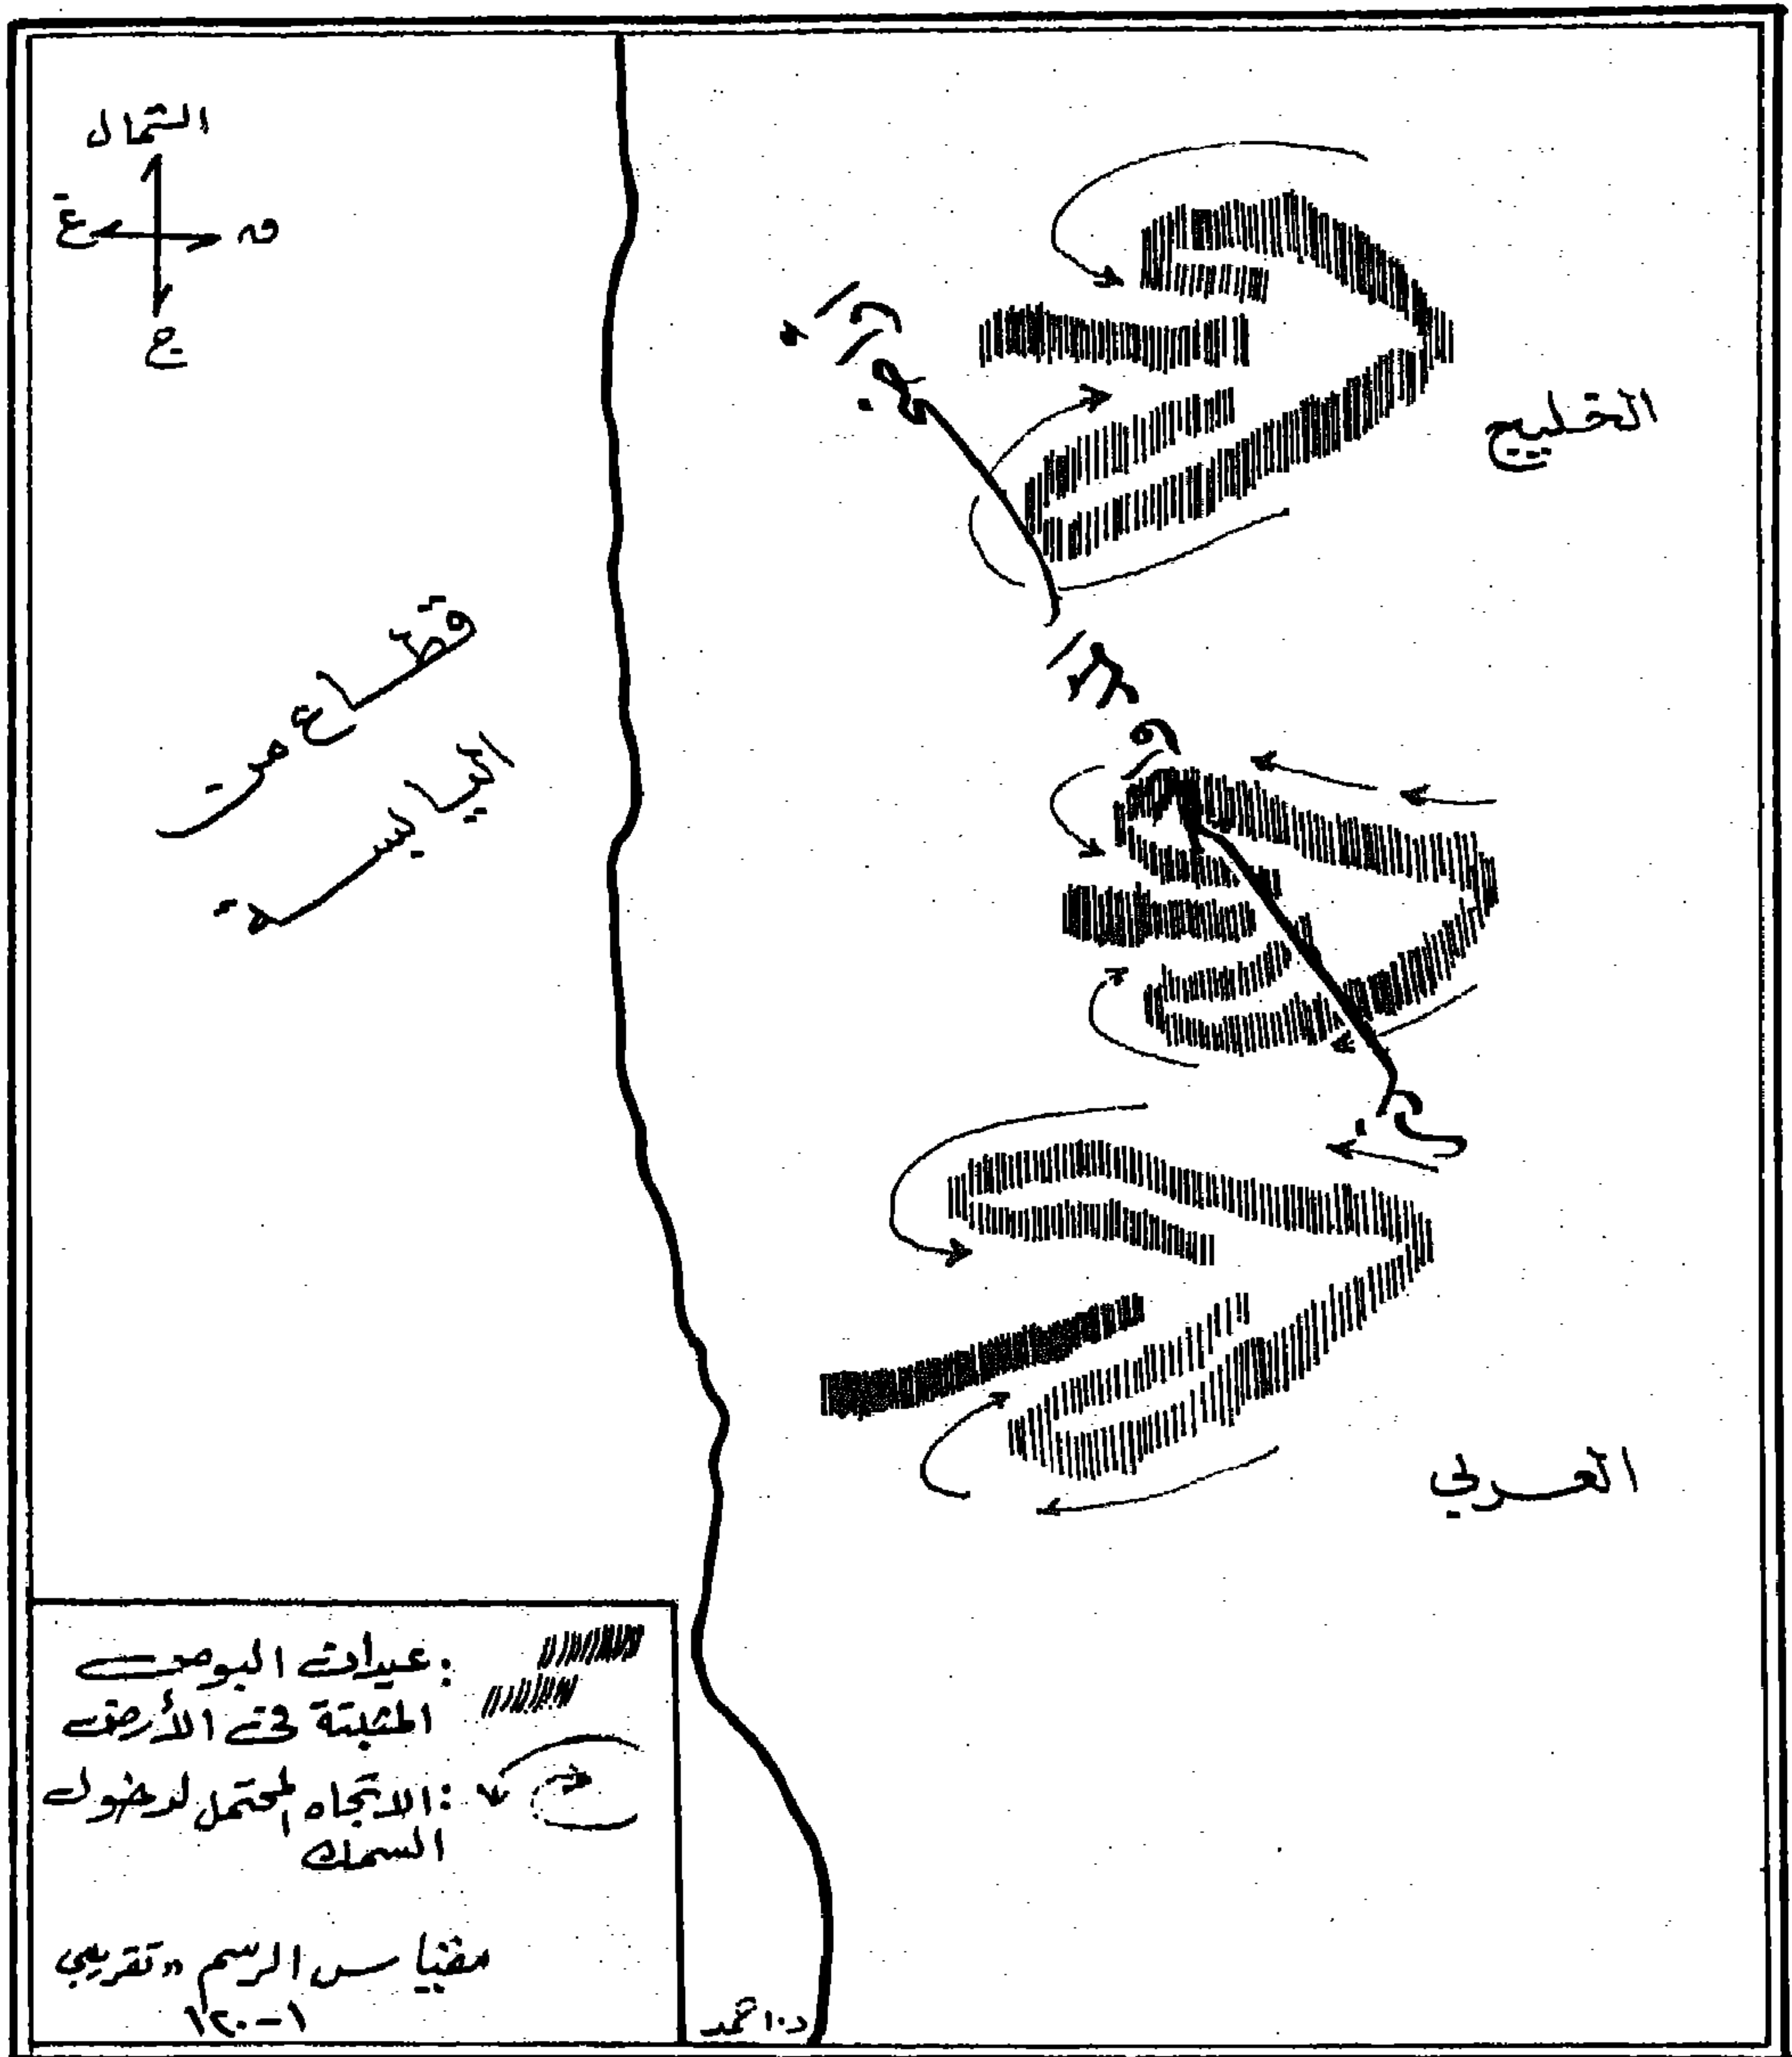 الشمال
غ
ق
ج
الخليج
قطاع من
اليابسة
العربي
: عيدان البوص
المثبتة في الأرض
: الاتجاه المحتمل لدخول
السمك
مقياس الرسم " تقريبي
١-١٢٠
د. احمد